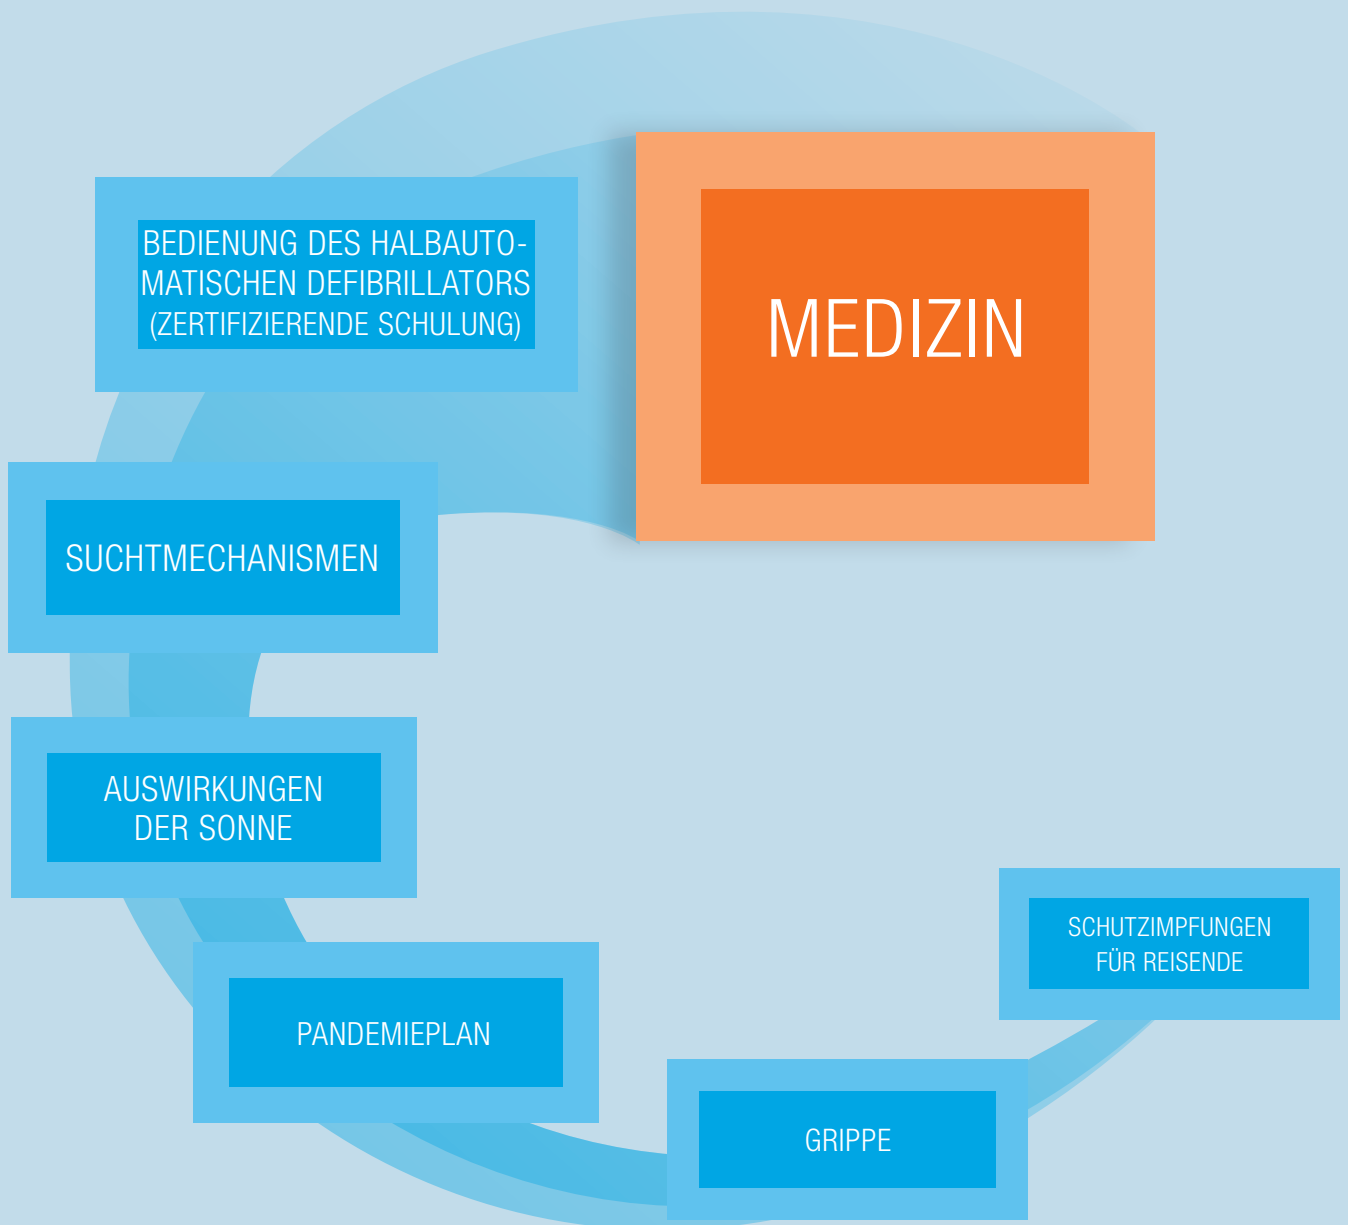 BEDIENUNG DES HALBAUTO-
MATISCHEN DEFIBRILLATORS
(ZERTIFIZIERENDE SCHULUNG)
MEDIZIN
SUCHTMECHANISMEN
AUSWIRKUNGEN
DER SONNE
PANDEMIEPLAN
GRIPPE
SCHUTZIMPFUNGEN
FÜR REISENDE